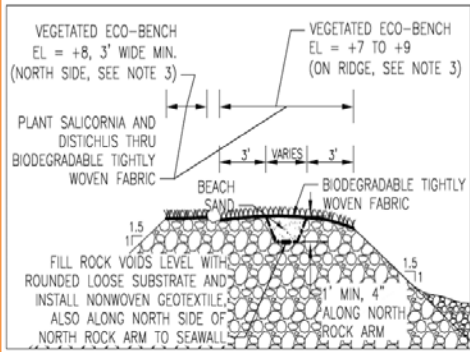 VEGETATED ECO-BENCH
EL = +8, 3' WIDE MIN.
(NORTH SIDE, SEE NOTE 3)
VEGETATED ECO-BENCH
EL = +7 TO +9
(ON RIDGE, SEE NOTE 3)
PLANT SALICORNIA AND
DISTICHLIS THRU
BIODEGRADABLE TIGHTLY
WOVEN FABRIC
3'
VARIES
3'
BEACH
SAND
BIODEGRADABLE TIGHTLY
WOVEN FABRIC
1.5
1
1.5
1
FILL ROCK VOIDS LEVEL WITH
ROUNDED LOOSE SUBSTRATE AND
INSTALL NONWOVEN GEOTEXTILE,
ALSO ALONG NORTH SIDE OF
NORTH ROCK ARM TO SEAWALL
1' MIN, 4"
ALONG NORTH
ROCK ARM